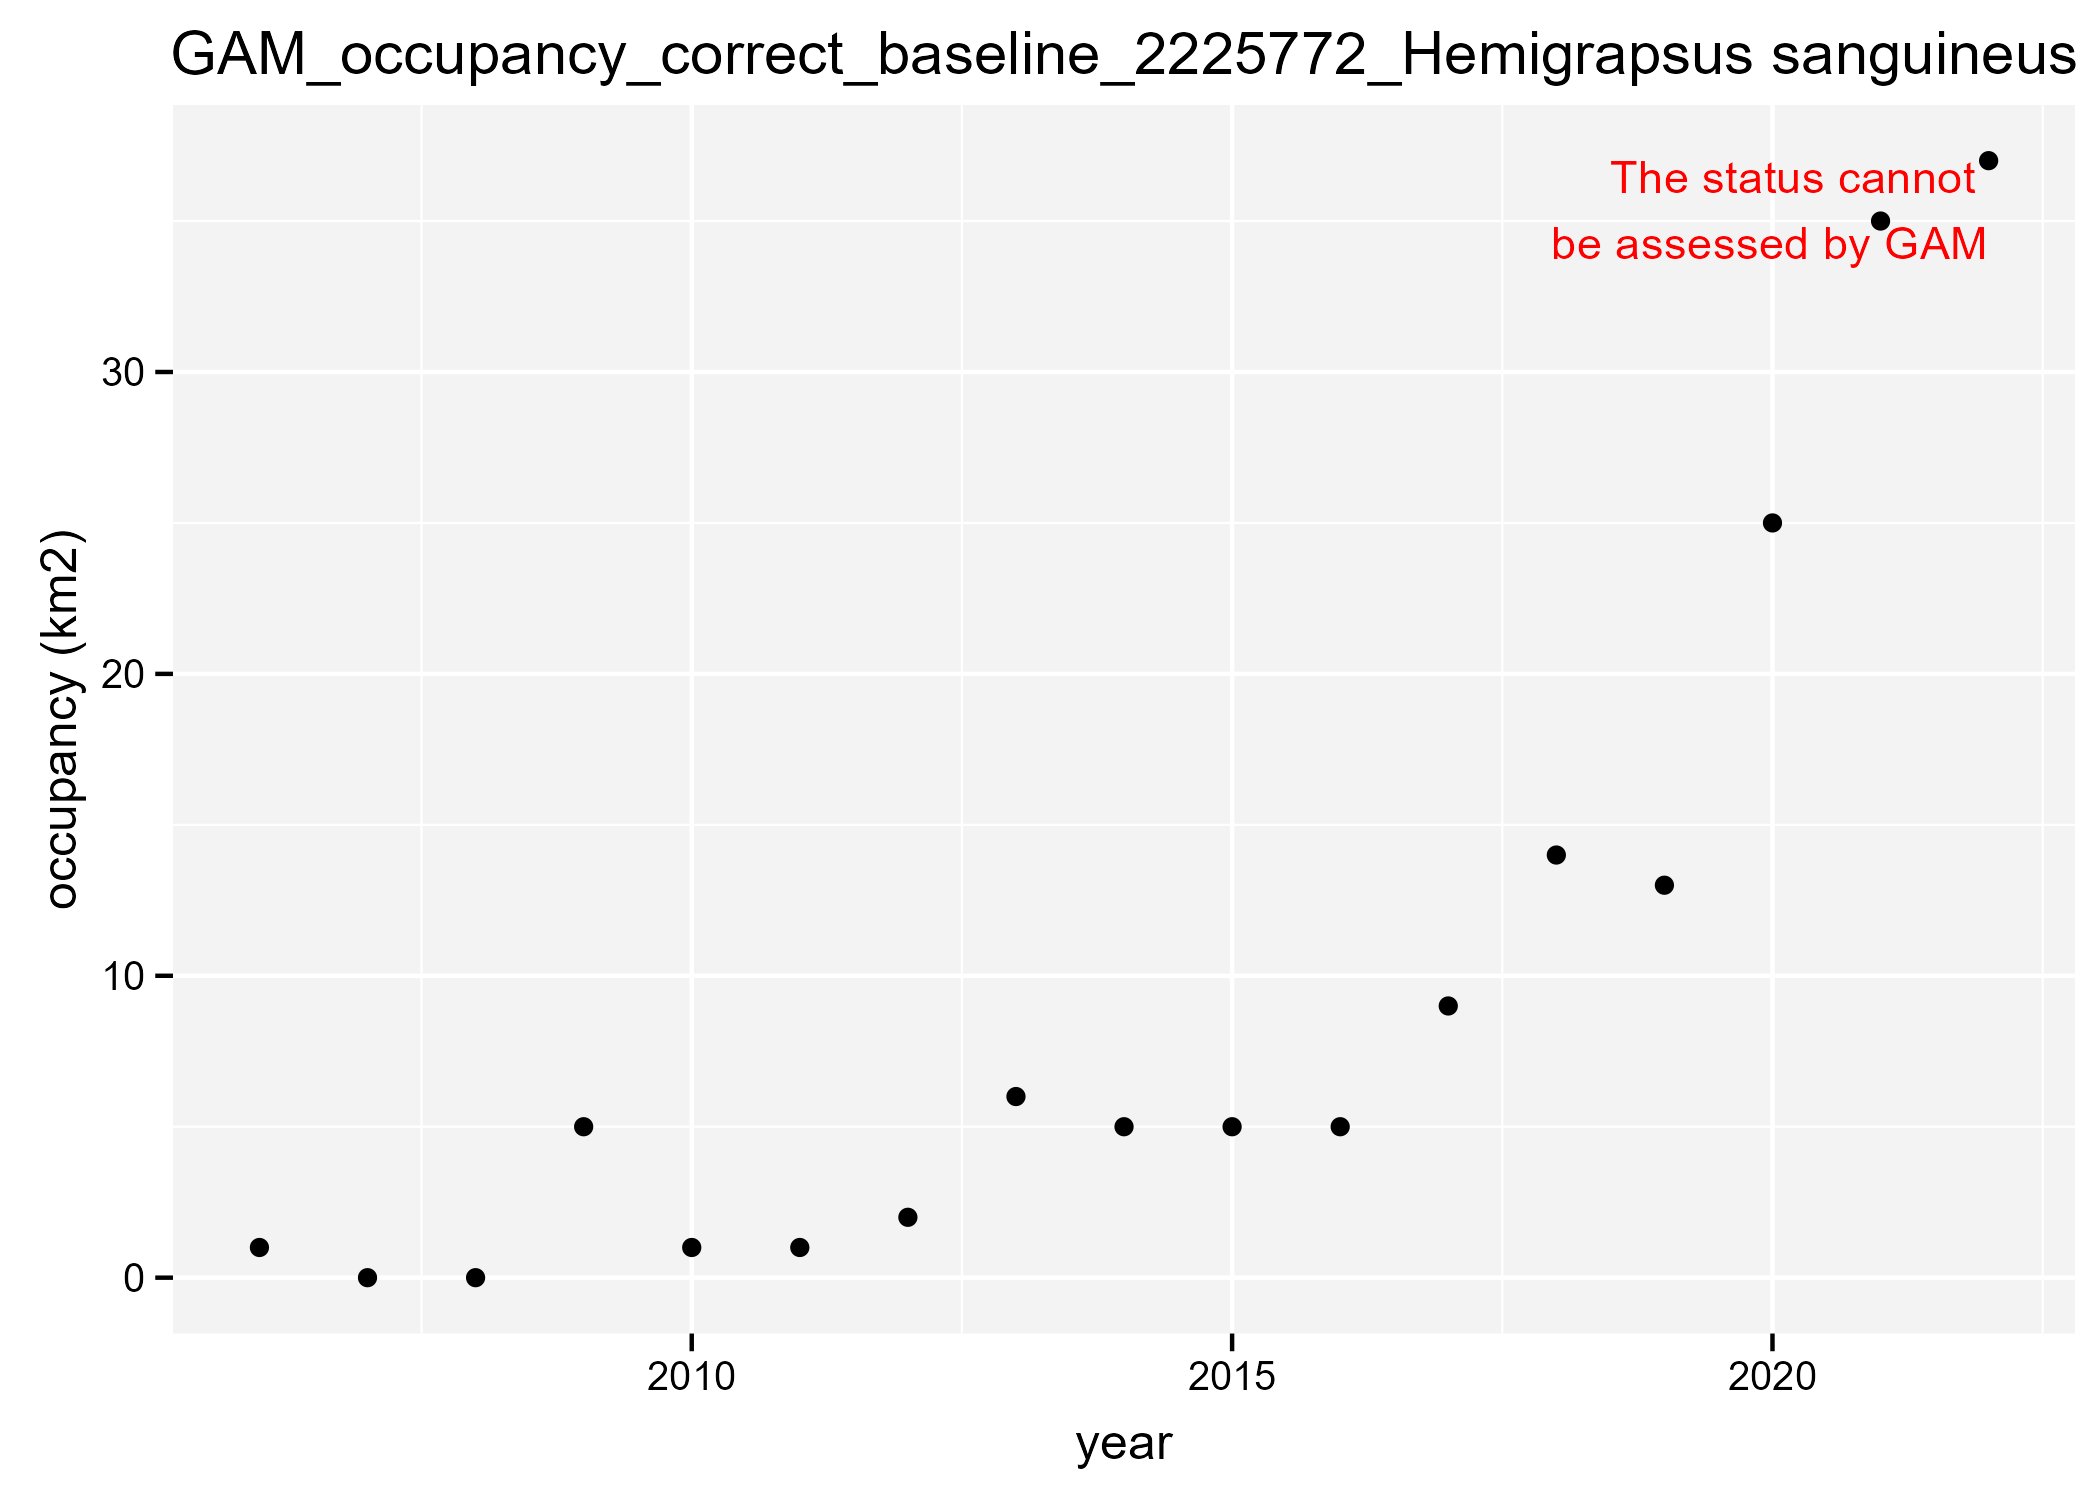 GAM_occupancy_correct_baseline_2225772_Hemigrapsus sanguineus
The status cannot
be assessed by GAM
30
20
10
0
occupancy (km2)
2010 2015 2020
year